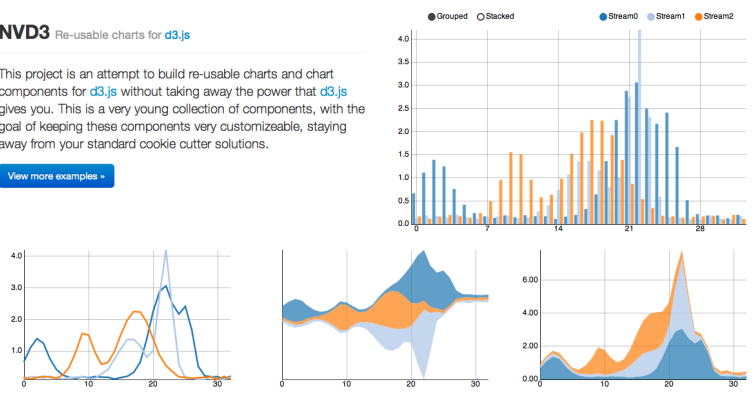 NVD3 Re-usable charts for d3.js
This project is an attempt to build re-usable charts and chart
components for d3.js without taking away the power that d3.js
gives you. This is a very young collection of components, with the
goal of keeping these components very customizeable, staying
away from your standard cookie cutter solutions.
View more examples »
Grouped Stacked Stream0 Stream1 Stream2
4.0
3.5
3.0
2.5
2.0
1.5
1.0
0.5
0.0
0 7 14 21 28
4.0
3.0
2.0
1.0
0 10 20 30
10 20 30
6.00
4.00
2.00
0.00
0 10 20 30